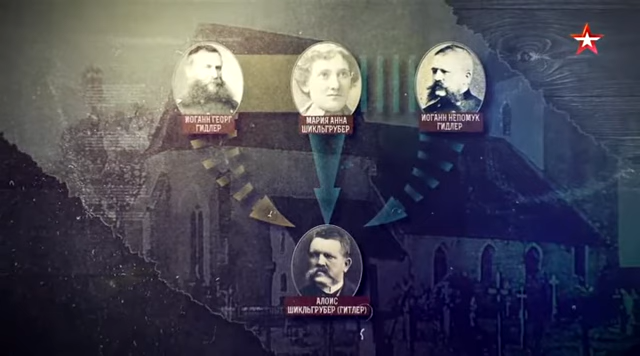 ИОГАНН ГЕОРГ
ГИДЛЕР
МАРИЯ АННА
ШИКЛЬГРУБЕР
ИОГАНН НЕПОМУК
ГИДЛЕР
АЛОИС
ШИКЛЬГРУБЕР (ГИТЛЕР)